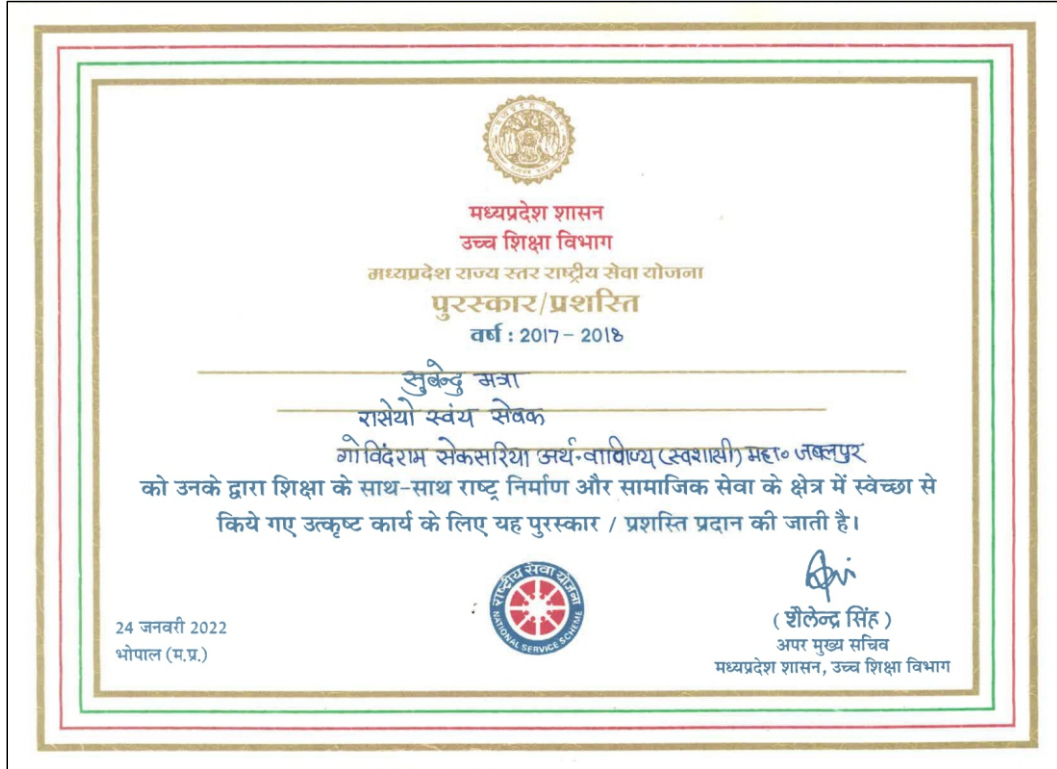 मध्यप्रदेश शासन
उच्च शिक्षा विभाग
मध्यप्रदेश राज्य स्तर राष्ट्रीय सेवा योजना
पुरस्कार/प्रशस्ति
वर्ष : 2017 - 2018
सुबेन्दु मत्रा
रासेयो स्वंय सेवक
गोविंदराम सेकसरिया अर्थ-वाणिज्य (स्वशासी) महा० जबलपुर
को उनके द्वारा शिक्षा के साथ-साथ राष्ट्र निर्माण और सामाजिक सेवा के क्षेत्र में स्वेच्छा से
किये गए उत्कृष्ट कार्य के लिए यह पुरस्कार / प्रशस्ति प्रदान की जाती है।
राष्ट्रीय सेवा योजना
NATIONAL SERVICE SCHEME
24 जनवरी 2022
भोपाल (म.प्र.)
( शैलेन्द्र सिंह )
अपर मुख्य सचिव
मध्यप्रदेश शासन, उच्च शिक्षा विभाग